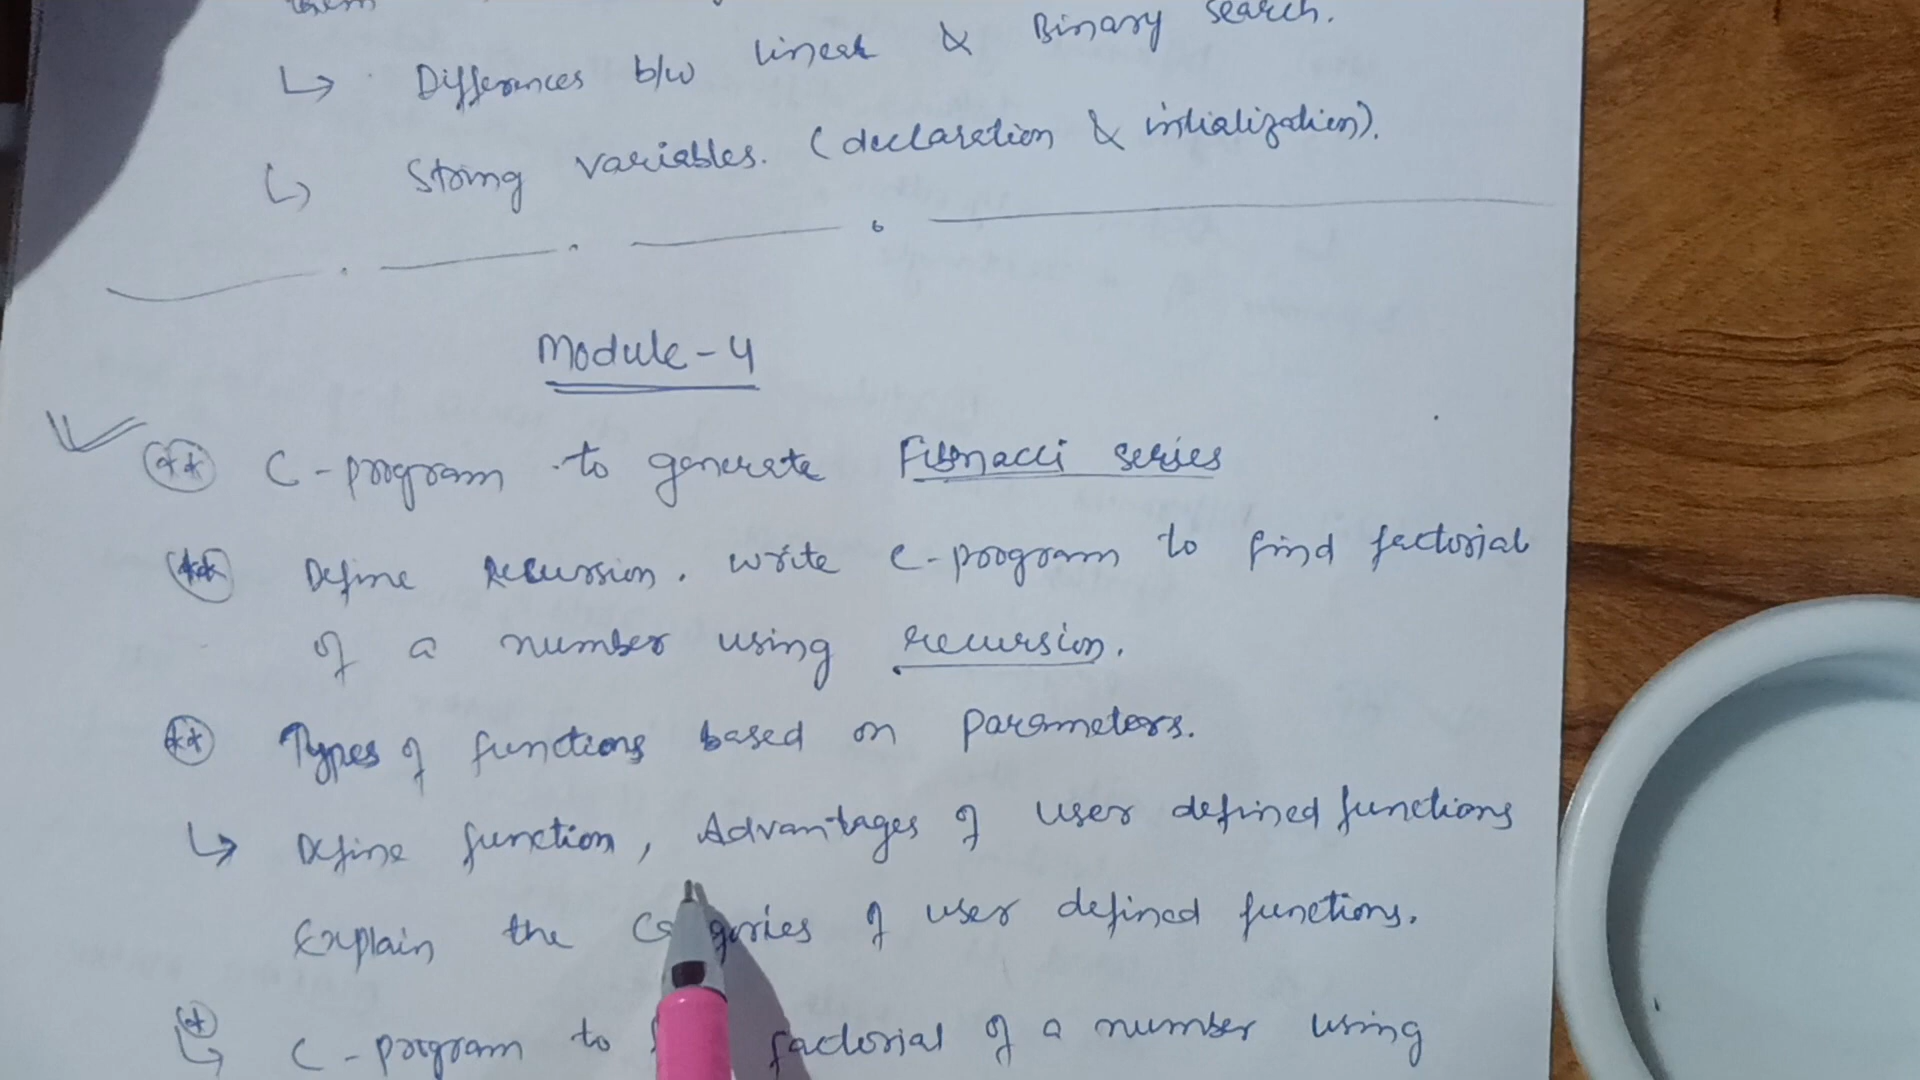 them
↳ Differences b/w linear & Binary search.
↳ String variables. (declaration & initialization).
Module-4
** C-program to generate Fibonacci series
** Define Recursion. write C-program to find factorial
of a number using recursion.
** Types of functions based on parameters.
↳ Define function, Advantages of user defined functions
Explain the of user defined functions.
* ↳ C-program to factorial of a number using